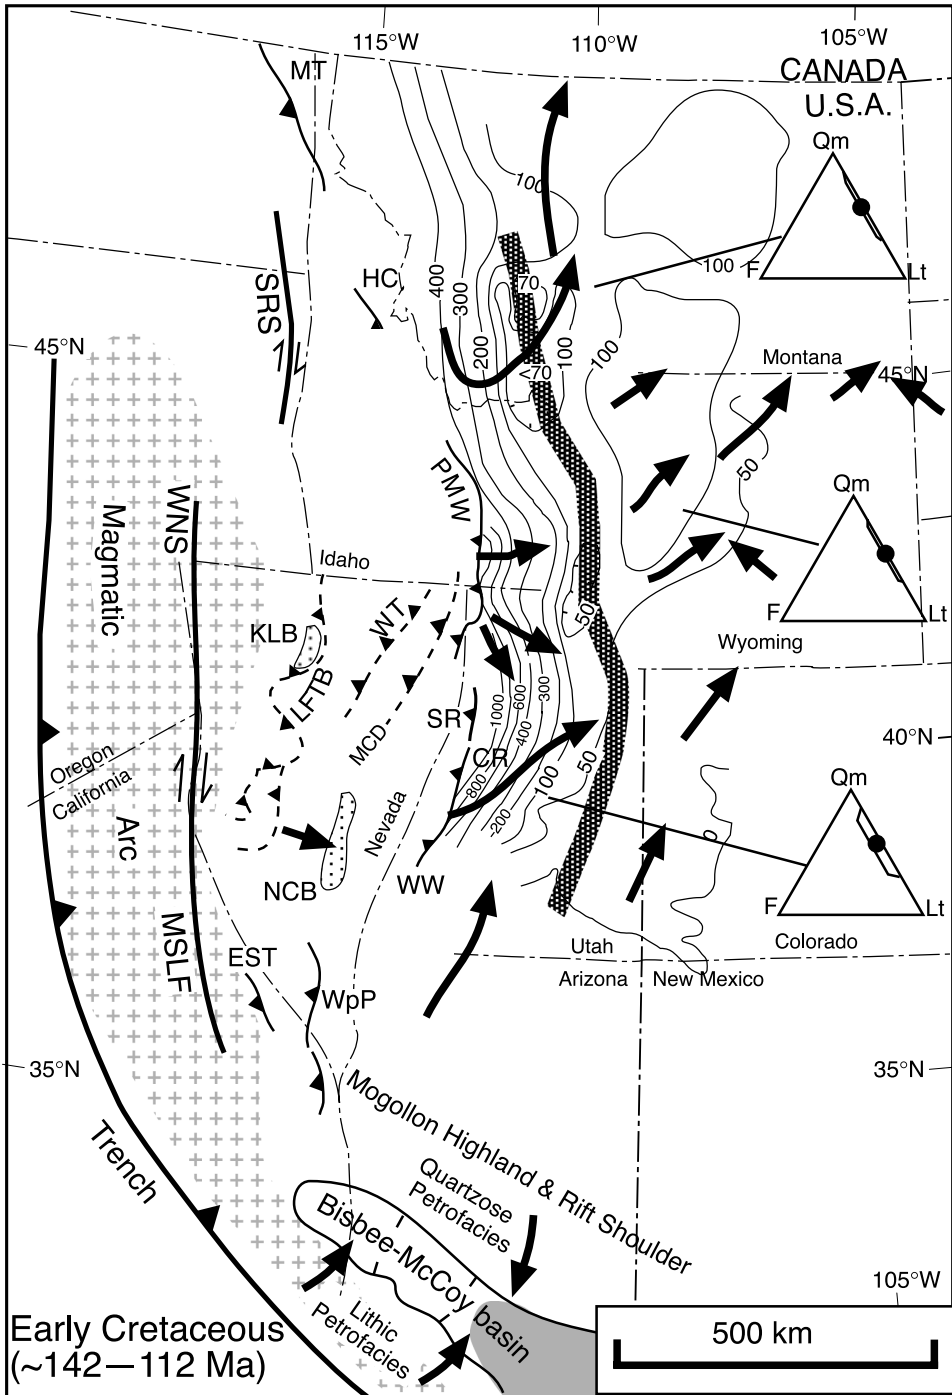 115°W
110°W
105°W
CANADA
U.S.A.
MT
Qm
100
100
F
Lt
HC
SRS
400
300
70
200
100
100
<70
45°N
Montana
45°N
PMW
50
WNS
Qm
Magmatic
Idaho
F
Lt
WT
50
KLB
Wyoming
LFTB
1000
600
300
SR
MCD
400
40°N
Oregon
California
CR
800
50
100
Qm
200
0
Arc
Nevada
NCB
WW
F
Lt
MSLF
Utah
Colorado
EST
Arizona
New Mexico
WpP
35°N
35°N
Mogollon Highland & Rift Shoulder
Trench
Quartzose
Petrofacies
Bisbee-McCoy basin
105°W
Lithic
Petrofacies
Early Cretaceous
(~142—112 Ma)
500 km